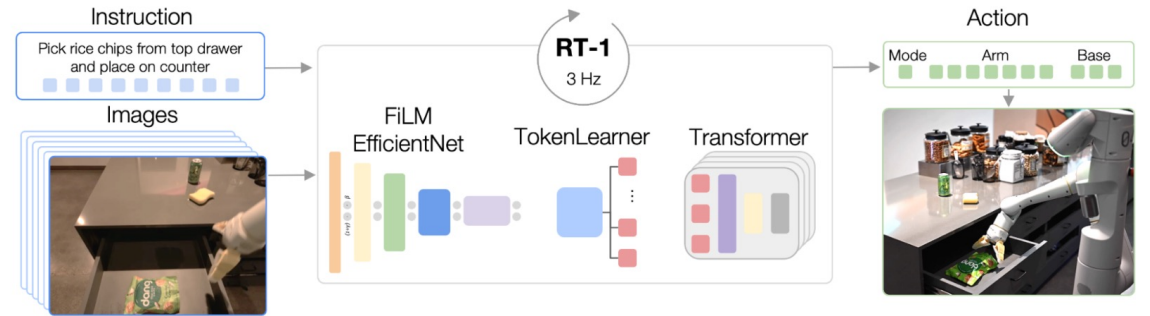 Instruction
Pick rice chips from top drawer
and place on counter
Images
RT-1
3 Hz
FiLM
EfficientNet
TokenLearner
Transformer
Action
Mode Arm Base
dang